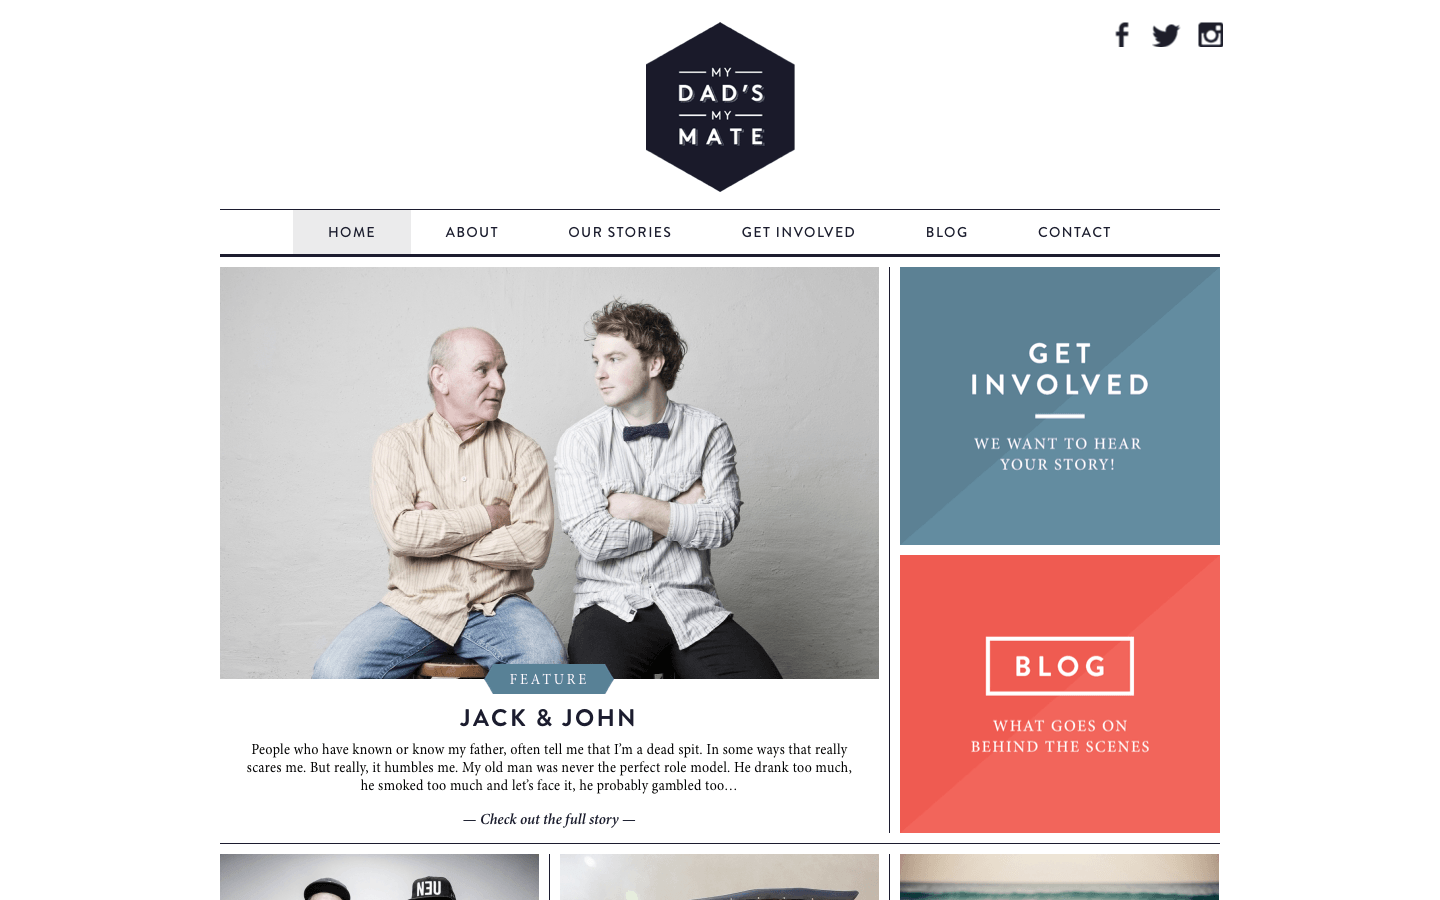 MY
DAD'S
MY
MATE
HOME ABOUT OUR STORIES GET INVOLVED BLOG CONTACT
FEATURE
JACK & JOHN
People who have known or know my father, often tell me that I'm a dead spit. In some ways that really
scares me. But really, it humbles me. My old man was never the perfect role model. He drank too much,
he smoked too much and let's face it, he probably gambled too…
— Check out the full story —
GET
INVOLVED
WE WANT TO HEAR
YOUR STORY!
BLOG
WHAT GOES ON
BEHIND THE SCENES